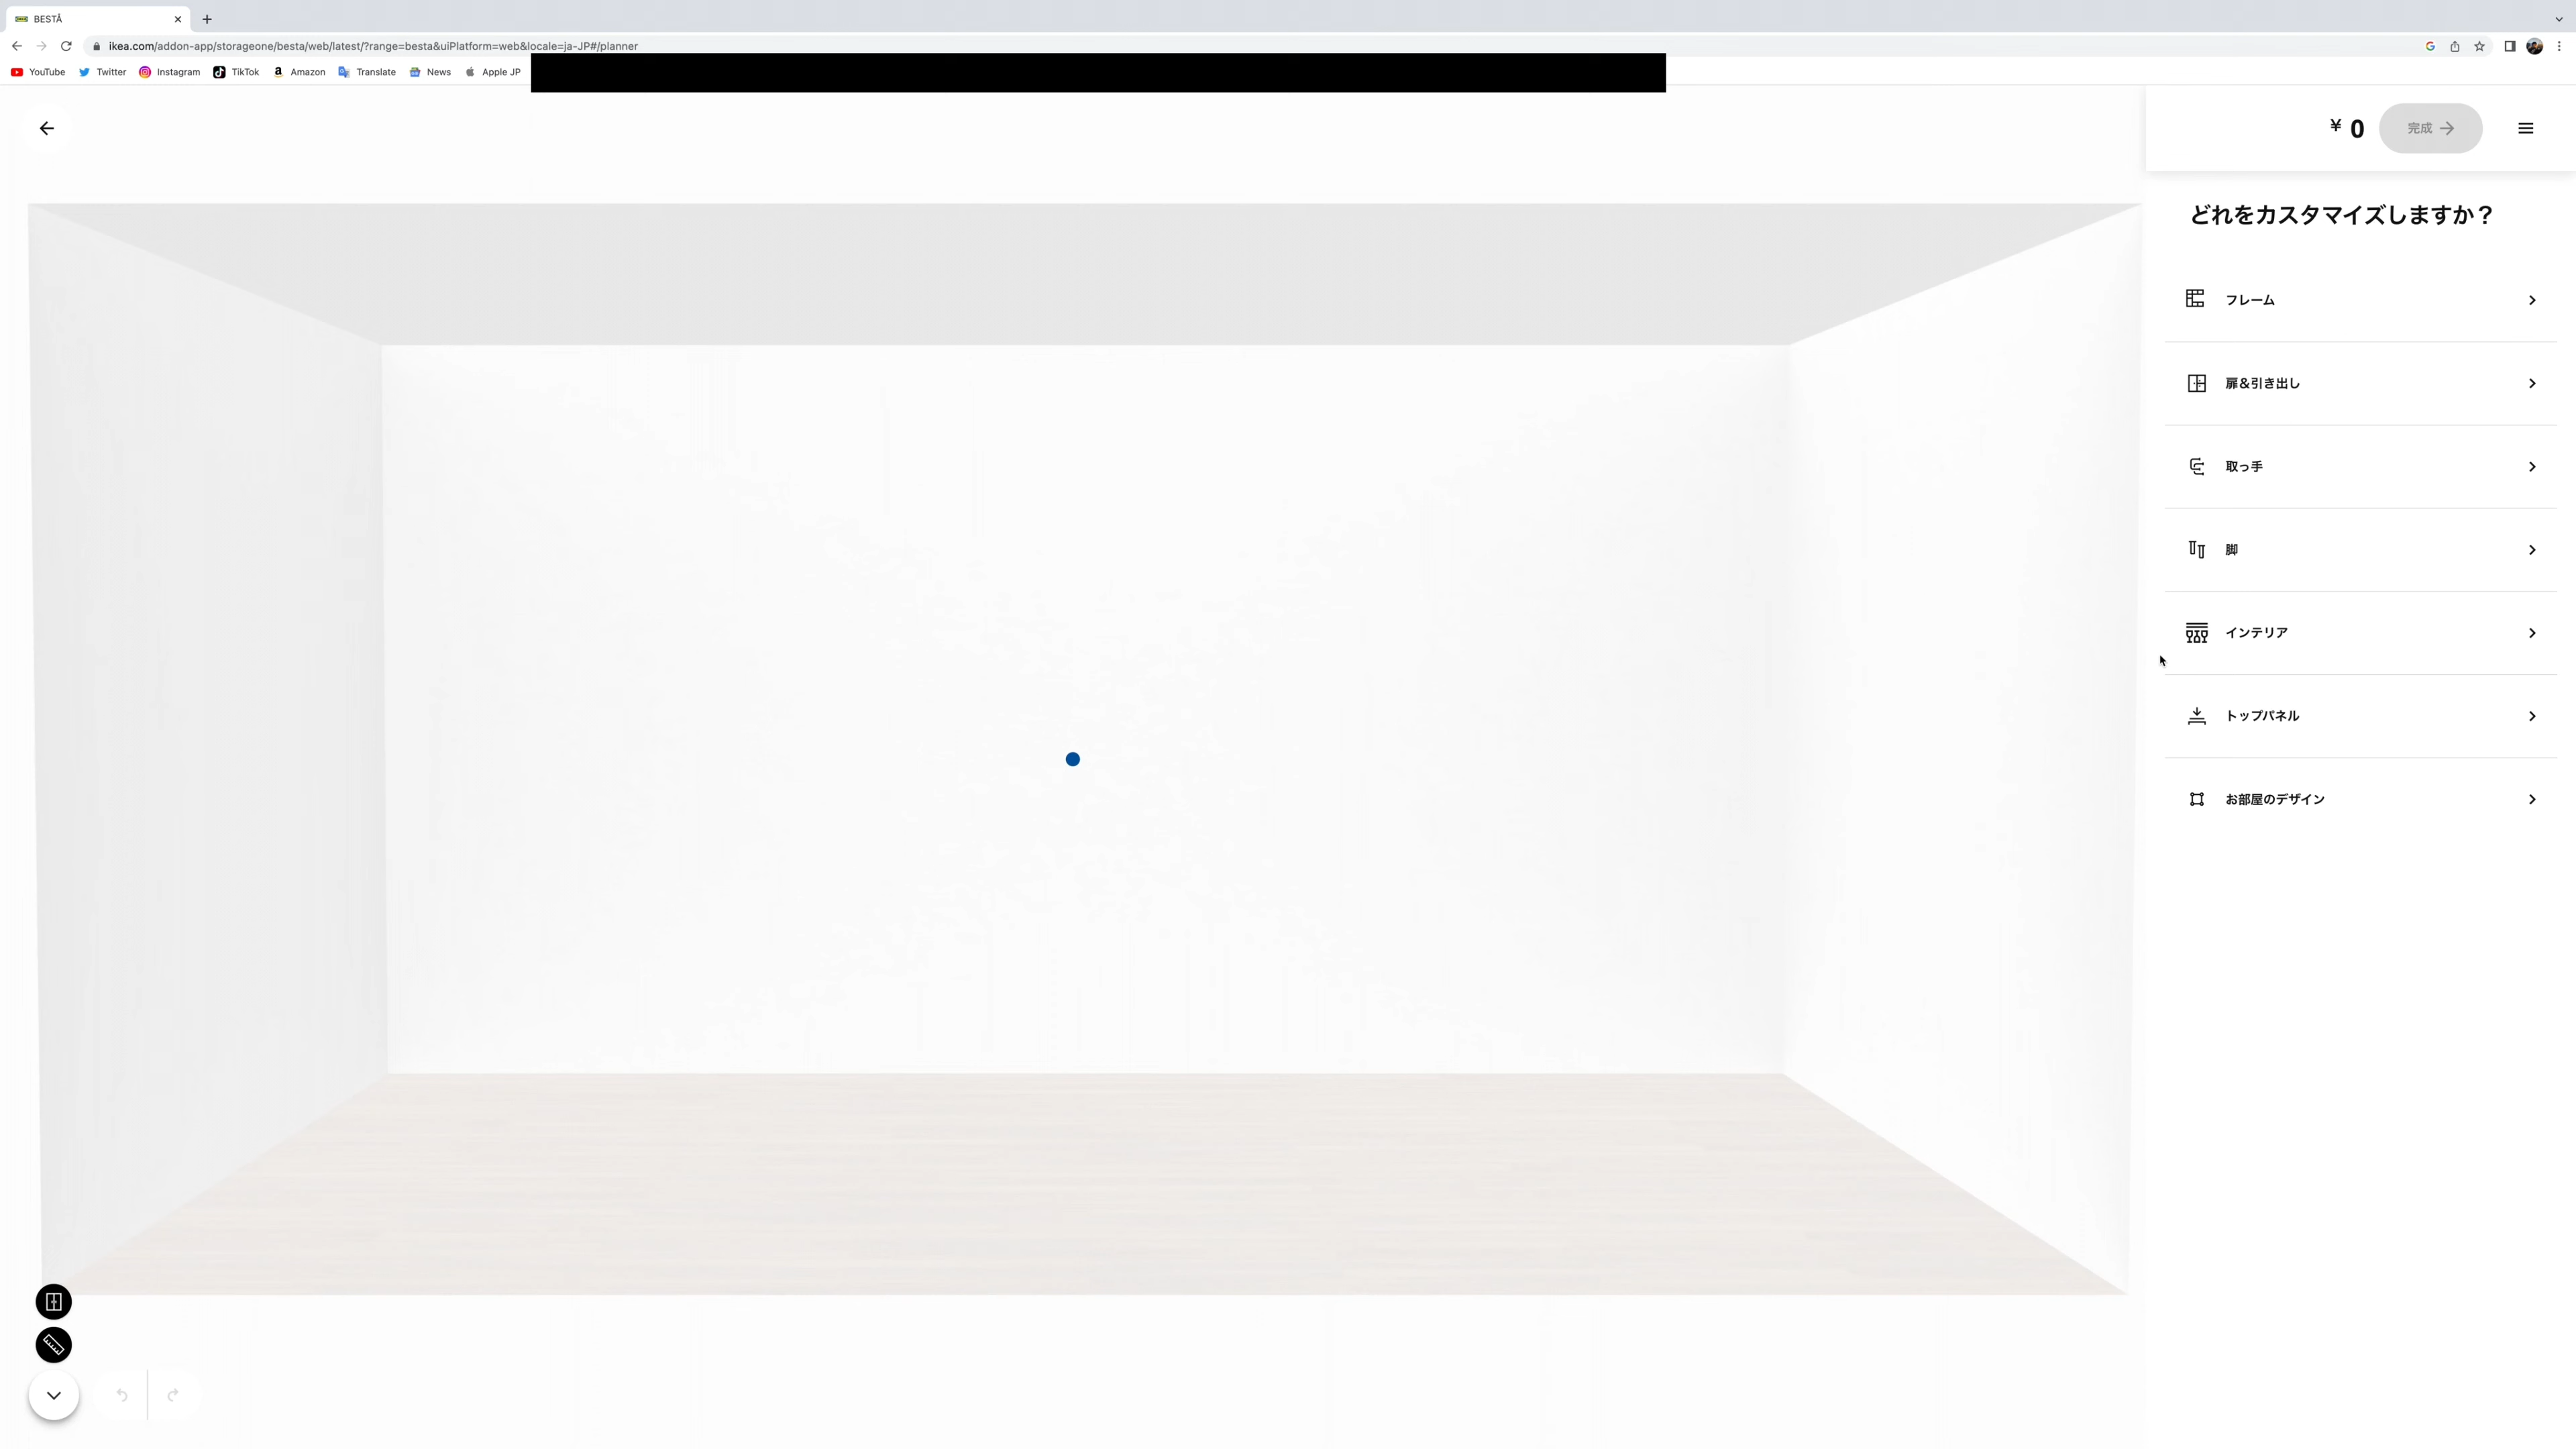 BESTÅ
ikea.com/addon-app/storageone/besta/web/latest/?range=besta&uiPlatform=web&locale=ja-JP#/planner
YouTube Twitter Instagram TikTok Amazon Translate News Apple JP
¥ 0 完成
どれをカスタマイズしますか？
フレーム
扉＆引き出し
取っ手
脚
インテリア
トップパネル
お部屋のデザイン